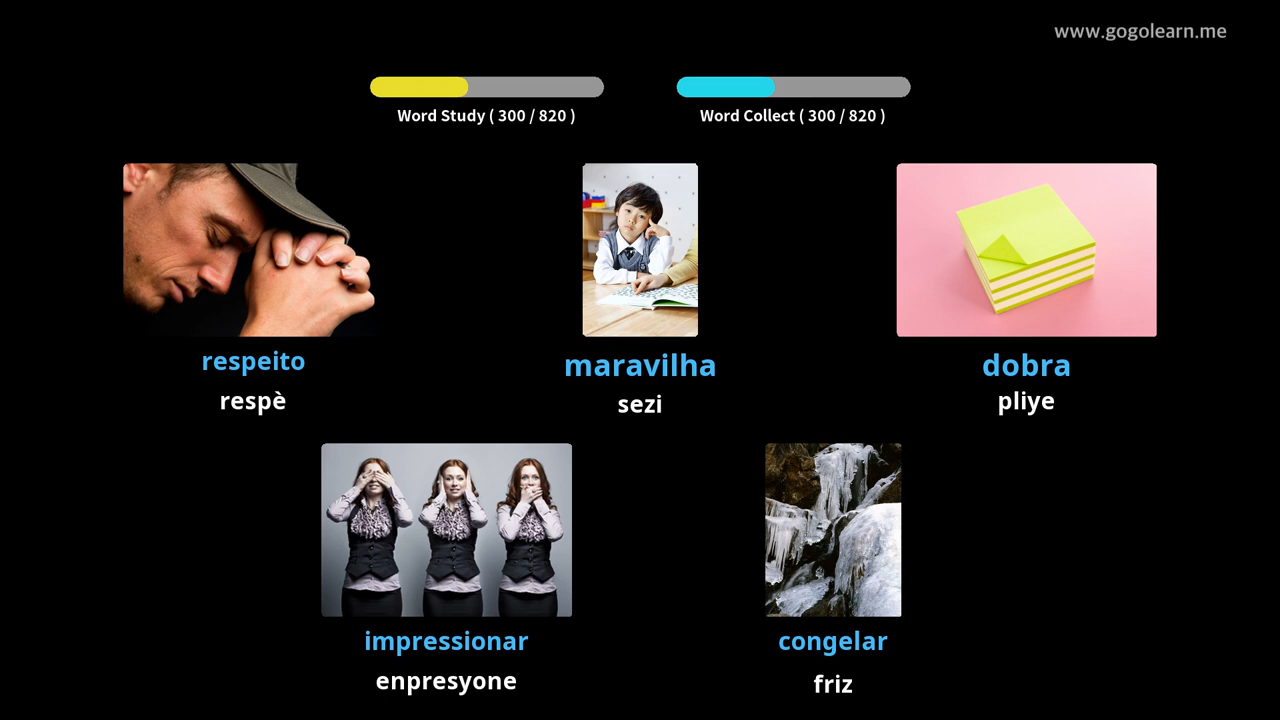 www.gogolearn.me
Word Study ( 300 / 820 )
Word Collect ( 300 / 820 )
respeito
respè
maravilha
sezi
dobra
pliye
impressionar
enpresyone
congelar
friz